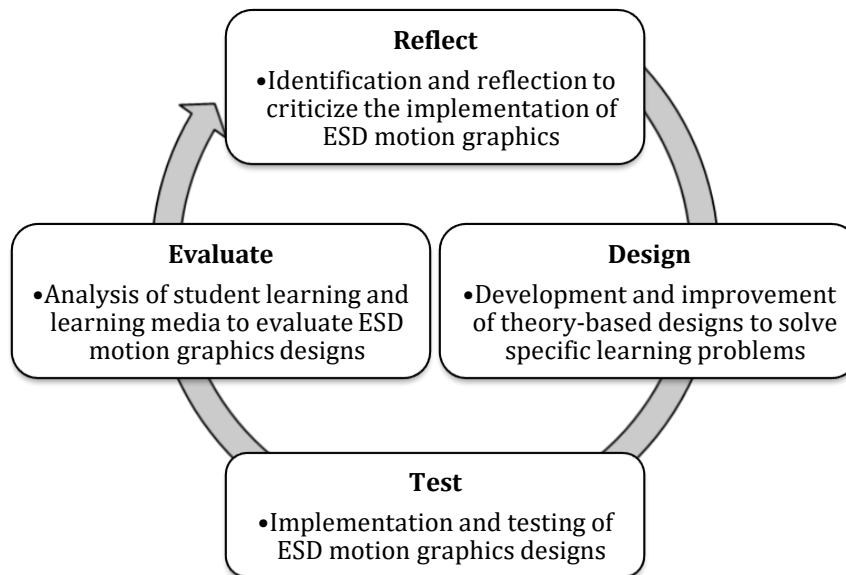 Reflect
•Identification and reflection to
criticize the implementation of
ESD motion graphics
Evaluate
•Analysis of student learning and
learning media to evaluate ESD
motion graphics designs
Design
•Development and improvement
of theory-based designs to solve
specific learning problems
Test
•Implementation and testing of
ESD motion graphics designs